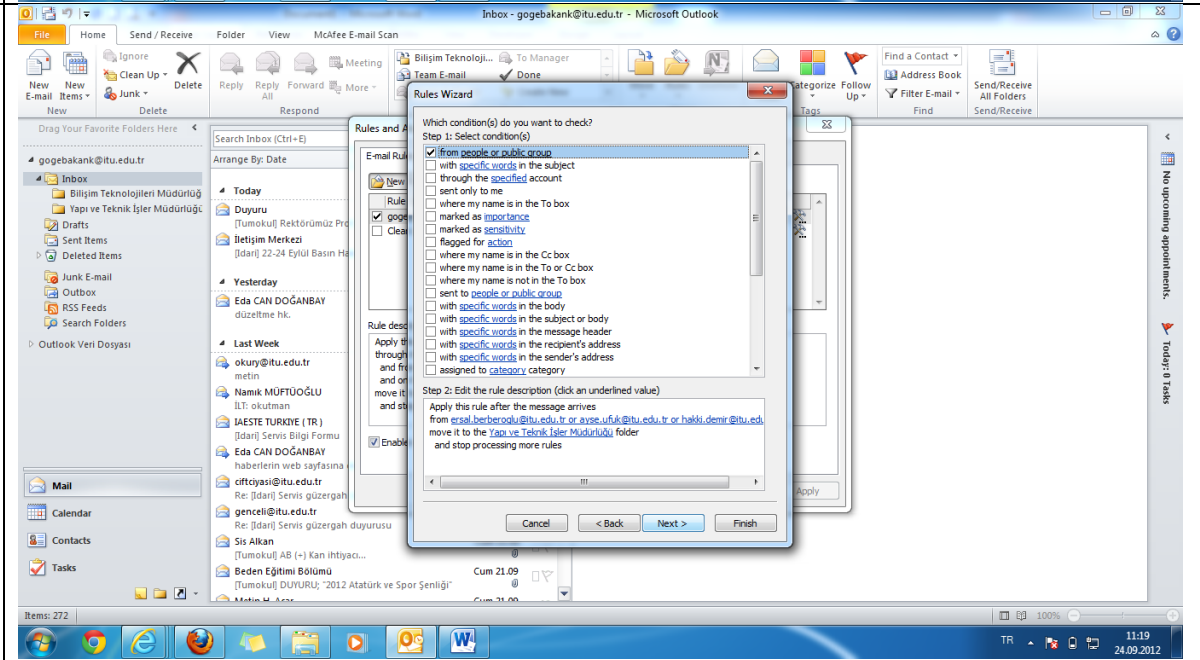 Inbox - gogebakank@itu.edu.tr - Microsoft Outlook
File Home Send / Receive Folder View McAfee E-mail Scan
Ignore
Clean Up
Junk
Delete
New E-mail
New Items
Reply
Reply All
Forward
Meeting
More
Bilişim Teknoloji...
To Manager
Team E-mail
Done
Categorize
Follow Up
Find a Contact
Address Book
Filter E-mail
Send/Receive All Folders
New Delete Respond Tags Find Send/Receive
Drag Your Favorite Folders Here
gogebakank@itu.edu.tr
Inbox
Bilişim Teknolojileri Müdürlüğ
Yapı ve Teknik İşler Müdürlüğü
Drafts
Sent Items
Deleted Items
Junk E-mail
Outbox
RSS Feeds
Search Folders
Outlook Veri Dosyası
Mail
Calendar
Contacts
Tasks
Search Inbox (Ctrl+E)
Arrange By: Date
Today
Duyuru
[Tumokul] Rektörümüz Pro
İletişim Merkezi
[Idari] 22-24 Eylül Basın Ha
Yesterday
Eda CAN DOĞANBAY
düzeltme hk.
Last Week
okury@itu.edu.tr
metin
Namık MÜFTÜOĞLU
İLT: okutman
IAESTE TURKIYE ( TR )
[Idari] Servis Bilgi Formu
Eda CAN DOĞANBAY
haberlerin web sayfasına
ciftciyasi@itu.edu.tr
Re: [Idari] Servis güzergah
genceli@itu.edu.tr
Re: [Idari] Servis güzergah duyurusu
Sis Alkan
[Tumokul] AB (+) Kan ihtiyacı...
Beden Eğitimi Bölümü Cum 21.09
[Tumokul] DUYURU; "2012 Atatürk ve Spor Şenliği"
Metin H. Acar Cum 21.09
Rules and A
E-mail Rul
New
Rule
goge
Clea
Rule desc
Apply th
through
and fro
and on
move it
and sto
Enable
Apply
Rules Wizard
Which condition(s) do you want to check?
Step 1: Select condition(s)
from people or public group
with specific words in the subject
through the specified account
sent only to me
where my name is in the To box
marked as importance
marked as sensitivity
flagged for action
where my name is in the Cc box
where my name is in the To or Cc box
where my name is not in the To box
sent to people or public group
with specific words in the body
with specific words in the subject or body
with specific words in the message header
with specific words in the recipient's address
with specific words in the sender's address
assigned to category category
Step 2: Edit the rule description (click an underlined value)
Apply this rule after the message arrives
from ersal.berberoglu@itu.edu.tr or ayse.ufuk@itu.edu.tr or hakki.demir@itu.edu
move it to the Yapı ve Teknik İşler Müdürlüğü folder
and stop processing more rules
Cancel < Back Next > Finish
No upcoming appointments.
Today: 0 Tasks
Items: 272
100%
TR
11:19
24.09.2012